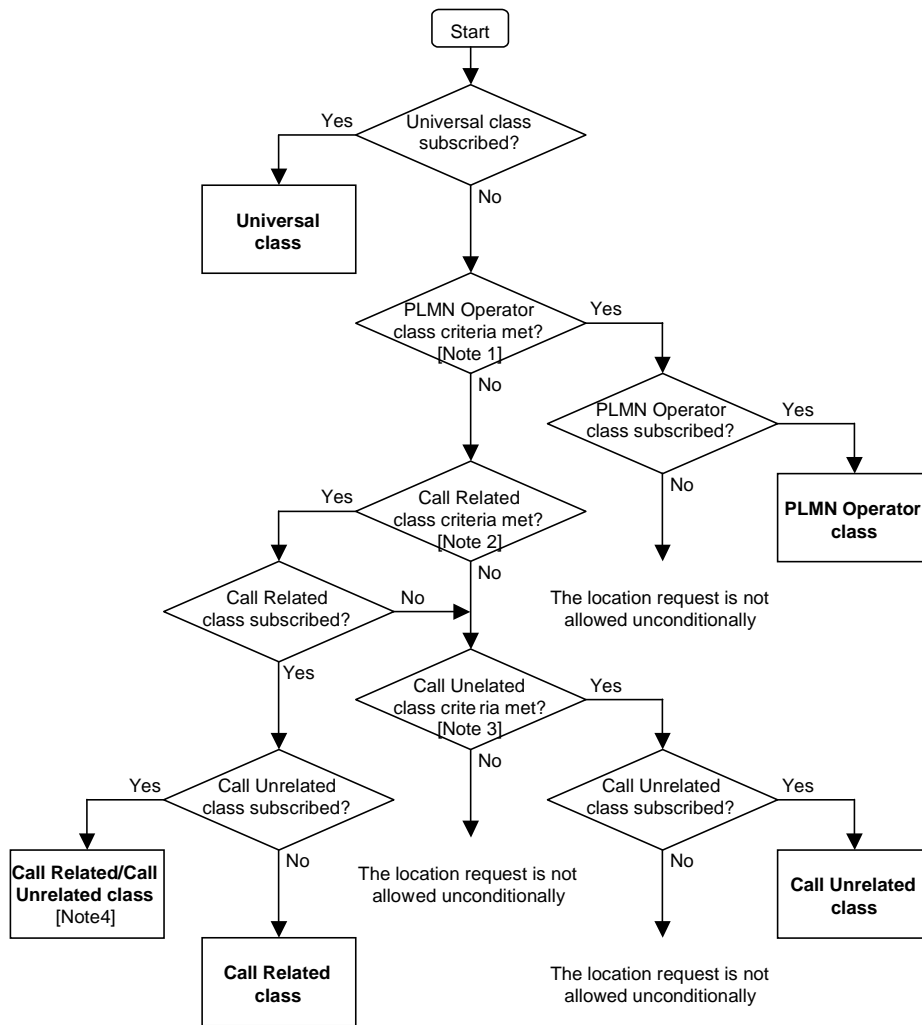 Start
Yes
Universal class
subscribed?
No
Universal
class
PLMN Operator
class criteria met?
[Note 1]
Yes
No
PLMN Operator
class subscribed?
Yes
No
PLMN Operator
class
Yes
Call Related
class criteria met?
[Note 2]
No
The location request is not
allowed unconditionally
Call Related
class subscribed?
No
Yes
Call Unelated
class criteria met?
[Note 3]
Yes
No
Yes
Call Unrelated
class subscribed?
No
Call Unrelated
class subscribed?
Yes
No
Call Related/Call
Unrelated class
[Note4]
The location request is not
allowed unconditionally
Call Unrelated
class
Call Related
class
The location request is not
allowed unconditionally